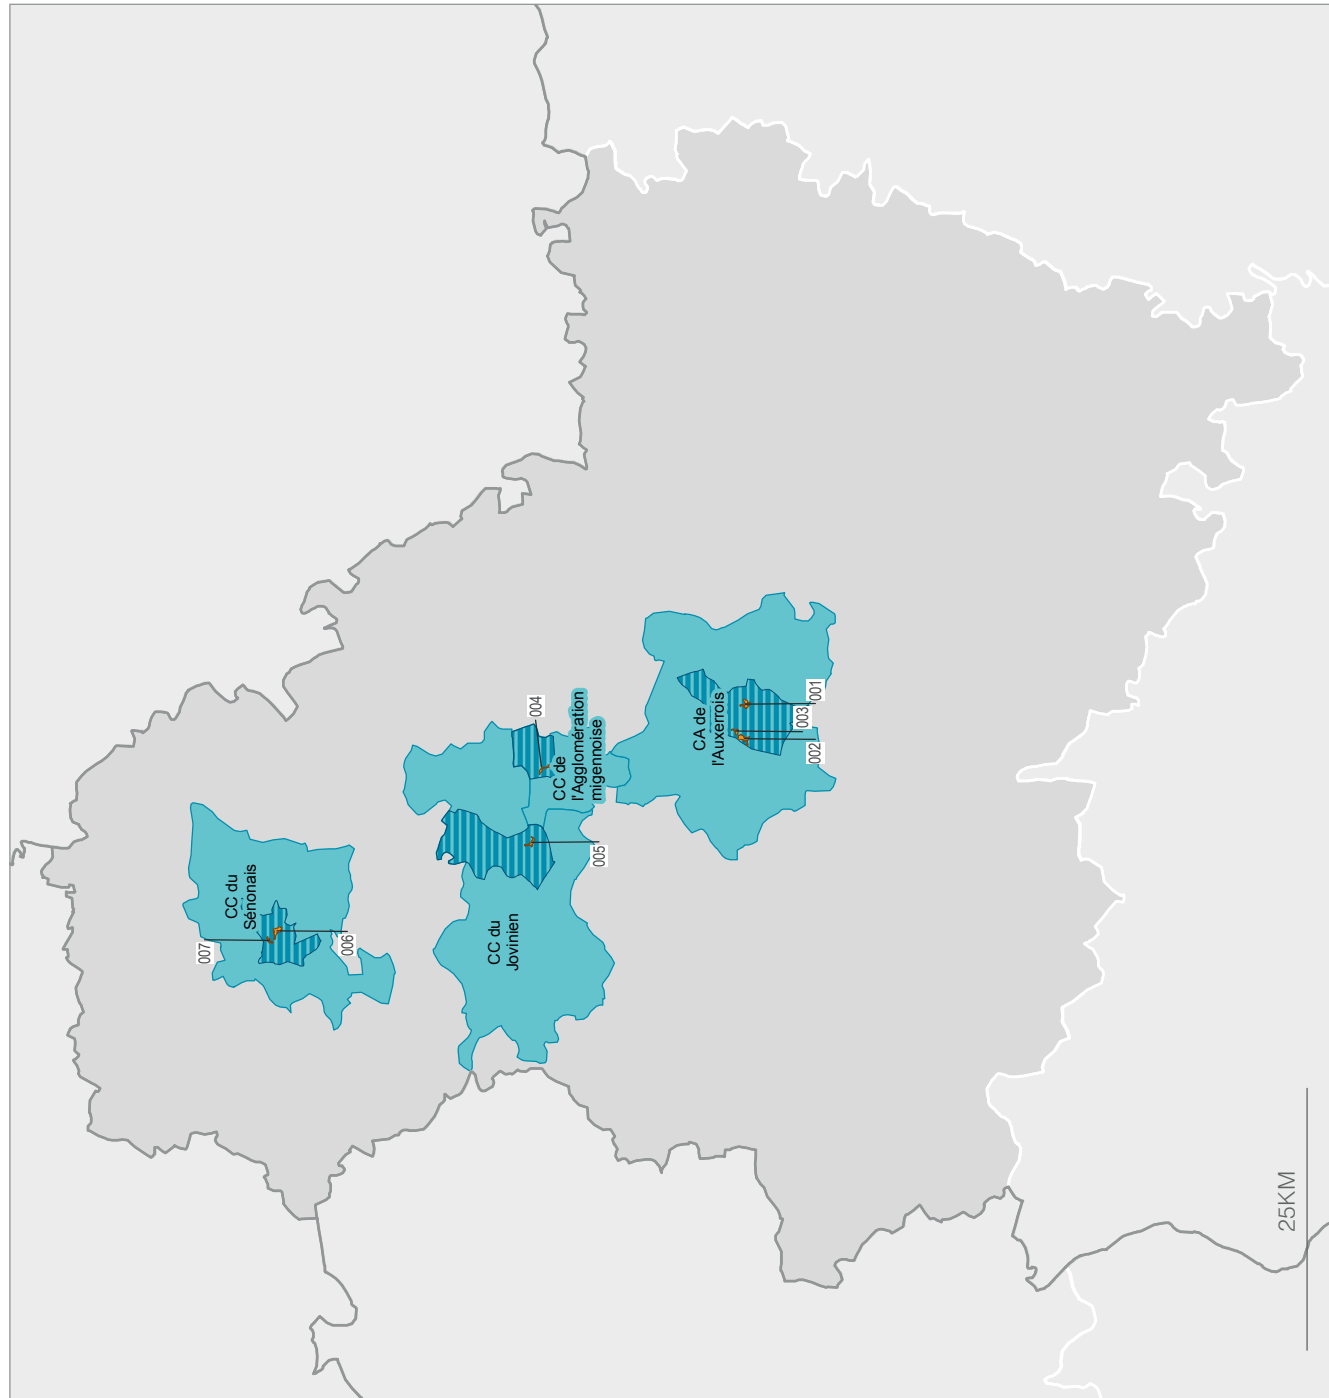 007
CC du
Sénonais
006
CC du
Jovinien
005
004
CC de
l'Agglomération
migennoise
CA de
l'Auxerrois
002
003
001
25KM